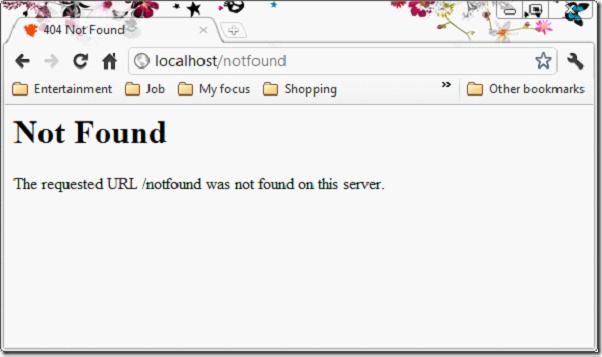 404 Not Found
localhost/notfound
Entertainment Job My focus Shopping » Other bookmarks
Not Found
The requested URL /notfound was not found on this server.